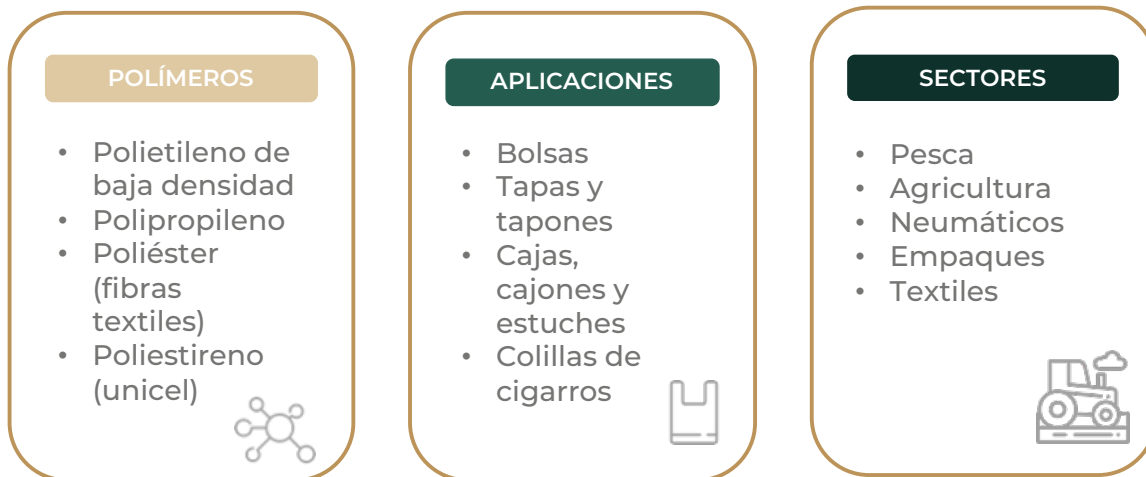 POLÍMEROS
• Polietileno de
baja densidad
• Polipropileno
• Poliéster
(fibras
textiles)
• Poliestireno
(unicel)
APLICACIONES
• Bolsas
• Tapas y
tapones
• Cajas,
cajones y
estuches
• Colillas de
cigarros
SECTORES
• Pesca
• Agricultura
• Neumáticos
• Empaques
• Textiles